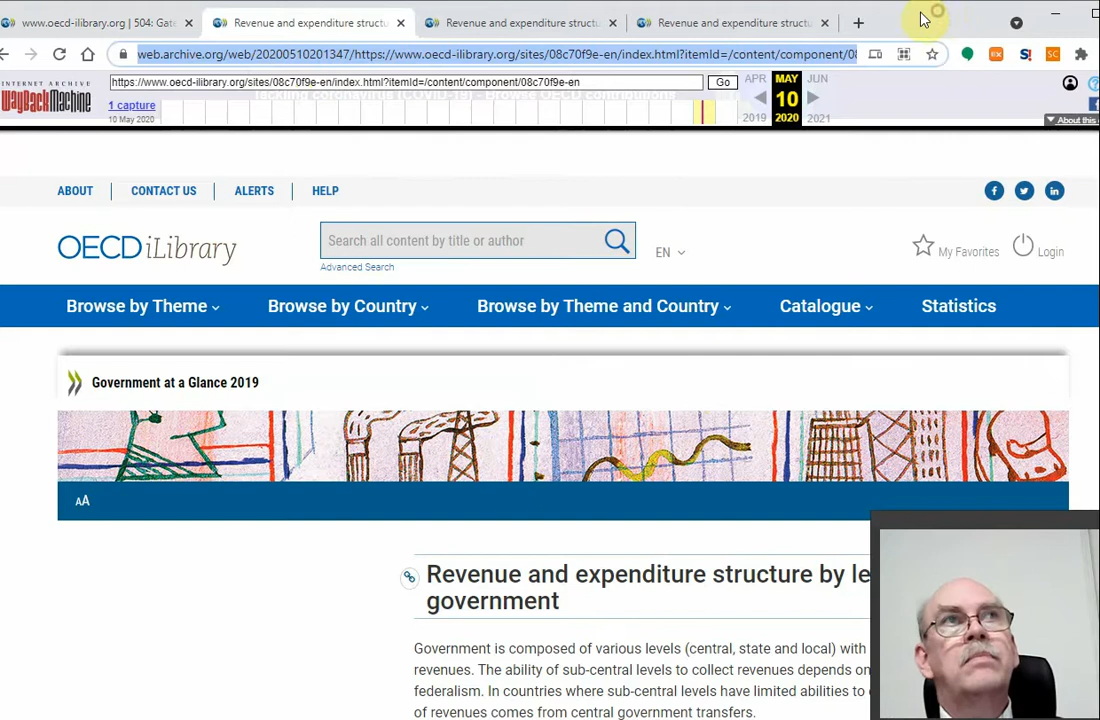 www.oecd-ilibrary.org | 504: Gate
Revenue and expenditure structu
Revenue and expenditure structu
Revenue and expenditure structu
web.archive.org/web/20200510201347/https://www.oecd-ilibrary.org/sites/08c70f9e-en/index.html?itemId=/content/component/08
INTERNET ARCHIVE
WayBackMachine
https://www.oecd-ilibrary.org/sites/08c70f9e-en/index.html?itemId=/content/component/08c70f9e-en
Go
APR MAY JUN
Tackling coronavirus (COVID-19) - Browse OECD contributions
1 capture
10
10 May 2020
2019 2020 2021
About this
ABOUT
CONTACT US
ALERTS
HELP
OECD iLibrary
Search all content by title or author
Advanced Search
EN
My Favorites
Login
Browse by Theme
Browse by Country
Browse by Theme and Country
Catalogue
Statistics
Government at a Glance 2019
AA
Revenue and expenditure structure by le
government
Government is composed of various levels (central, state and local) with
revenues. The ability of sub-central levels to collect revenues depends on
federalism. In countries where sub-central levels have limited abilities to
of revenues comes from central government transfers.